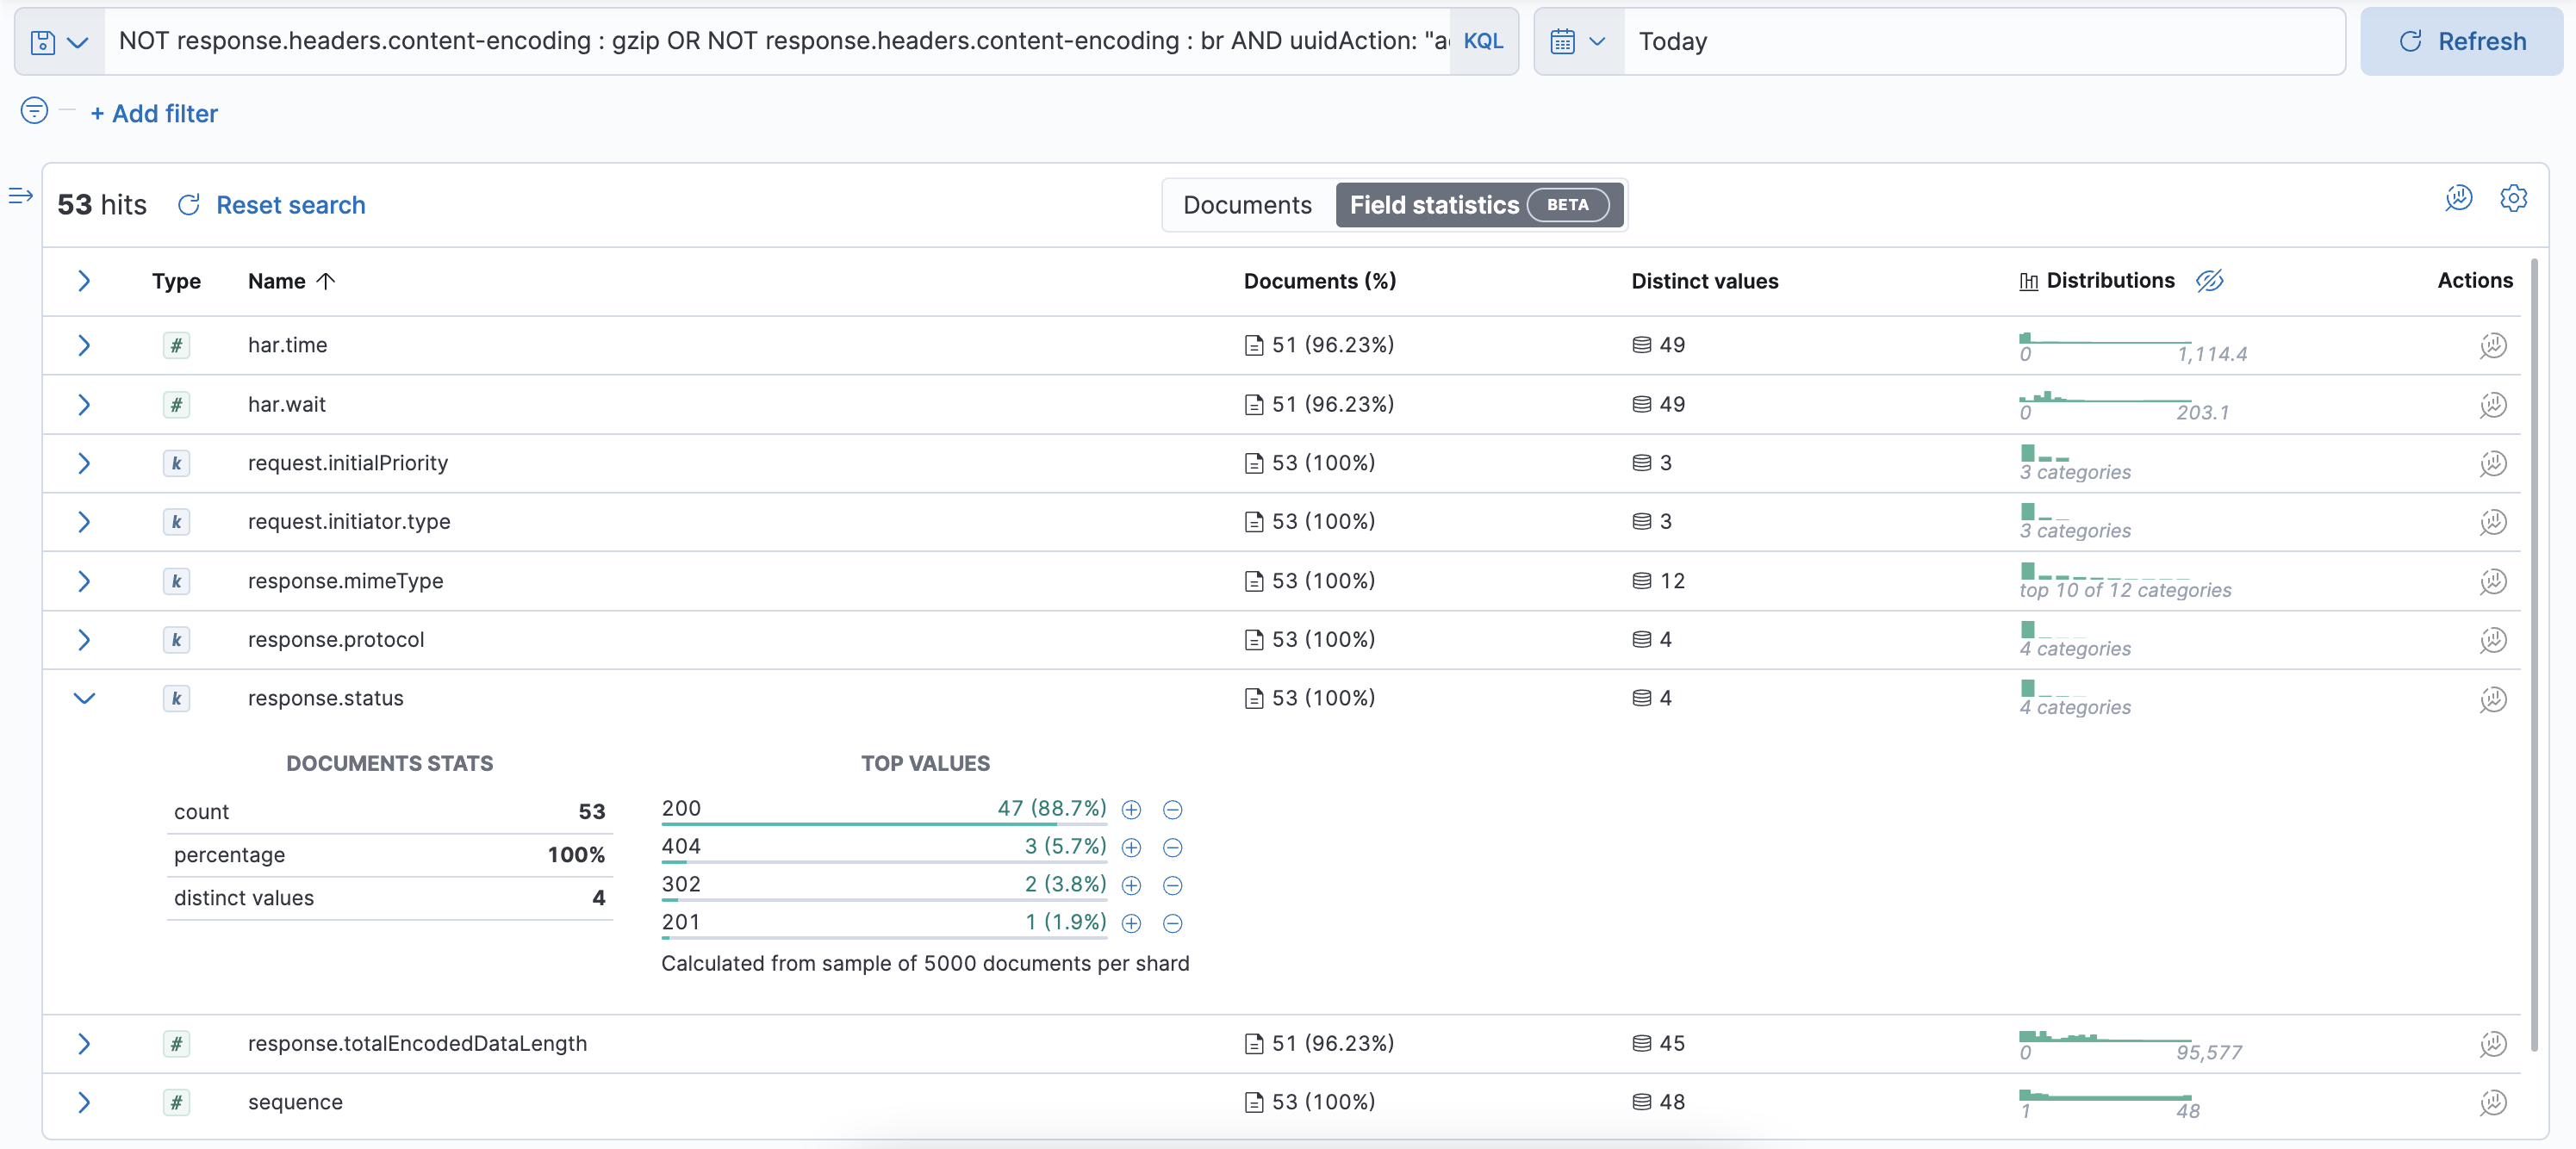 NOT response.headers.content-encoding : gzip OR NOT response.headers.content-encoding : br AND uuidAction: "a KQL Today Refresh
+ Add filter
53 hits Reset search Documents Field statistics BETA
Type Name Documents (%) Distinct values Distributions Actions
# har.time 51 (96.23%) 49 0 1,114.4
# har.wait 51 (96.23%) 49 0 203.1
k request.initialPriority 53 (100%) 3 3 categories
k request.initiator.type 53 (100%) 3 3 categories
k response.mimeType 53 (100%) 12 top 10 of 12 categories
k response.protocol 53 (100%) 4 4 categories
k response.status 53 (100%) 4 4 categories
DOCUMENTS STATS TOP VALUES
count 53 200 47 (88.7%)
percentage 100% 404 3 (5.7%)
distinct values 4 302 2 (3.8%)
201 1 (1.9%)
Calculated from sample of 5000 documents per shard
# response.totalEncodedDataLength 51 (96.23%) 45 0 95,577
# sequence 53 (100%) 48 1 48